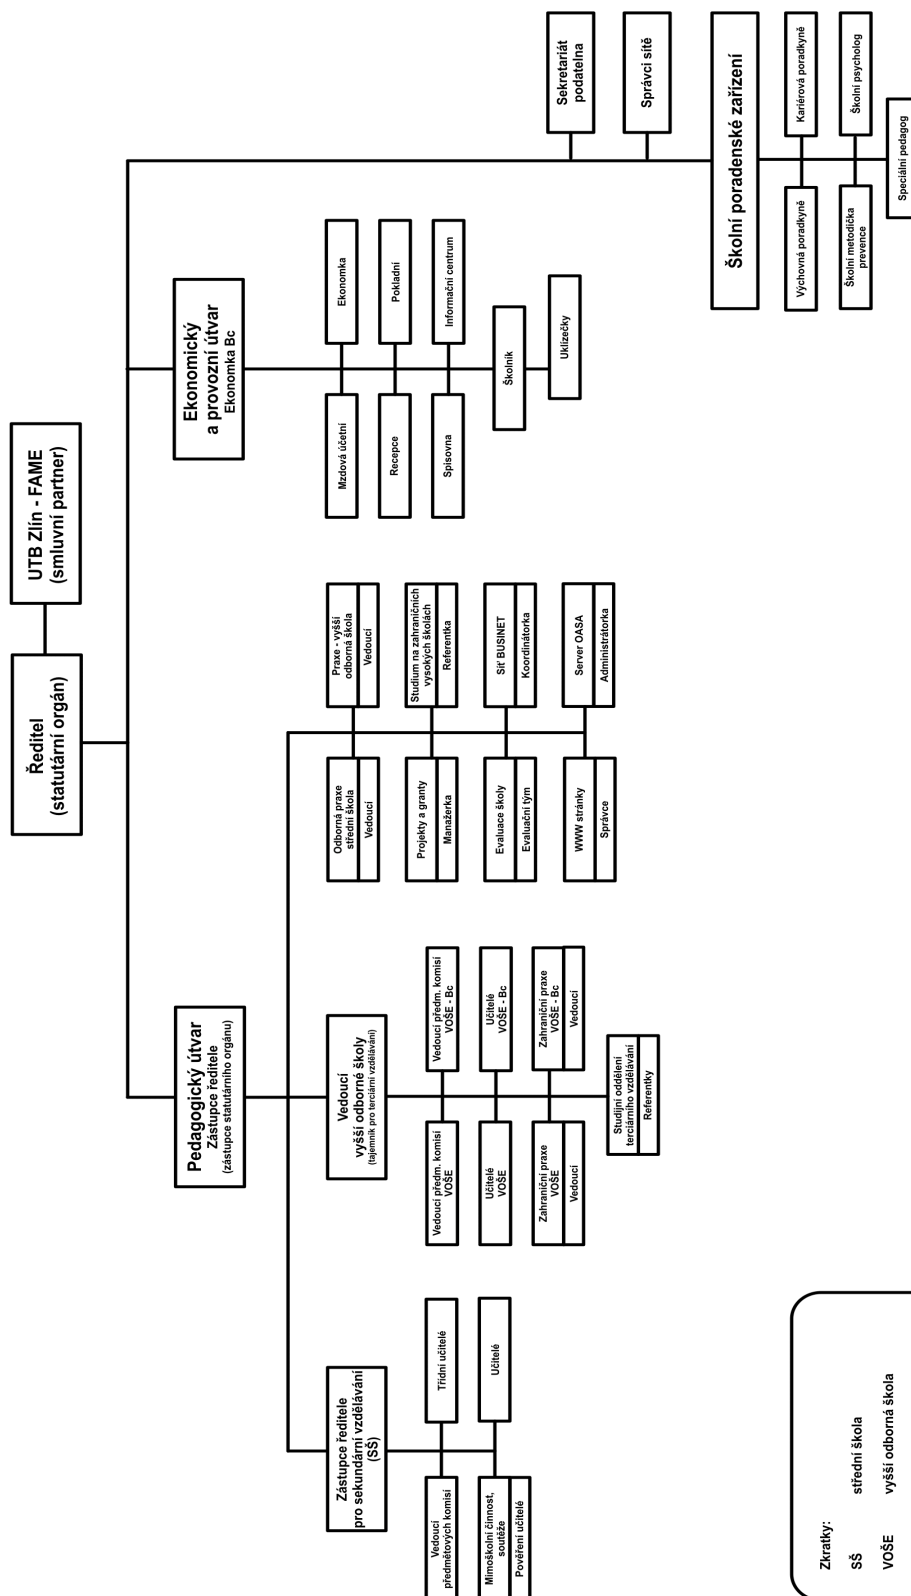 Ředitel
(statutární orgán)
UTB Zlín - FAME
(smluvní partner)
Pedagogický útvar
Zástupce ředitele
(zástupce statutárního orgánu)
Ekonomický
a provozní útvar
Ekonomka Bc
Sekretariát
podatelna
Správci sítě
Školní poradenské zařízení
Výchovná poradkyně
Kariérová poradkyně
Školní metodička
prevence
Školní psycholog
Speciální pedagog
Mzdová účetní
Ekonomka
Recepce
Pokladní
Spisovna
Informační centrum
Školník
Uklízečky
Zástupce ředitele
pro sekundární vzdělávání
(SŠ)
Vedoucí
předmětových komisí
Třídní učitelé
Mimoškolní činnost,
soutěže
Pověření učitelé
Učitelé
Vedoucí
vyšší odborné školy
(tajemník pro terciární vzdělávání)
Vedoucí předm. komisí
VOŠE
Vedoucí předm. komisí
VOŠE - Bc
Učitelé
VOŠE
Učitelé
VOŠE - Bc
Zahraniční praxe
VOŠE
Vedoucí
Zahraniční praxe
VOŠE - Bc
Vedoucí
Studijní oddělení
terciárního vzdělávání
Referentky
Odborná praxe
střední škola
Vedoucí
Praxe - vyšší
odborná škola
Vedoucí
Projekty a granty
Manažerka
Studium na zahraničních
vysokých školách
Referentka
Evaluace školy
Evaluační tým
Síť BUSINET
Koordinátorka
WWW stránky
Správce
Server OASA
Administrátorka
Zkratky:
SŠ střední škola
VOŠE vyšší odborná škola